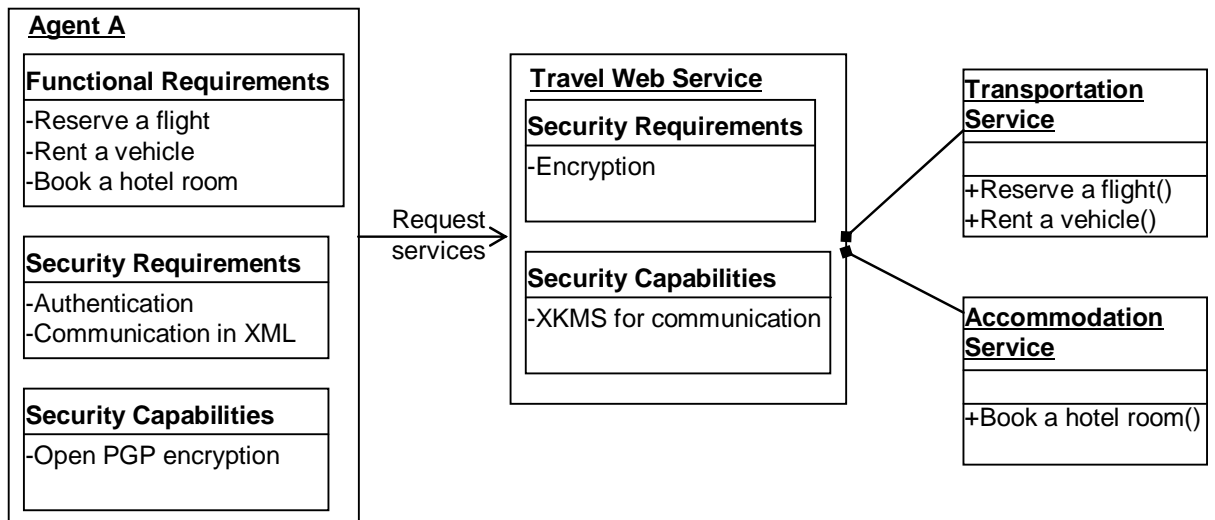 Agent A
Functional Requirements
-Reserve a flight
-Rent a vehicle
-Book a hotel room
Security Requirements
-Authentication
-Communication in XML
Security Capabilities
-Open PGP encryption
Request
services
Travel Web Service
Security Requirements
-Encryption
Security Capabilities
-XKMS for communication
Transportation
Service
+Reserve a flight()
+Rent a vehicle()
Accommodation
Service
+Book a hotel room()